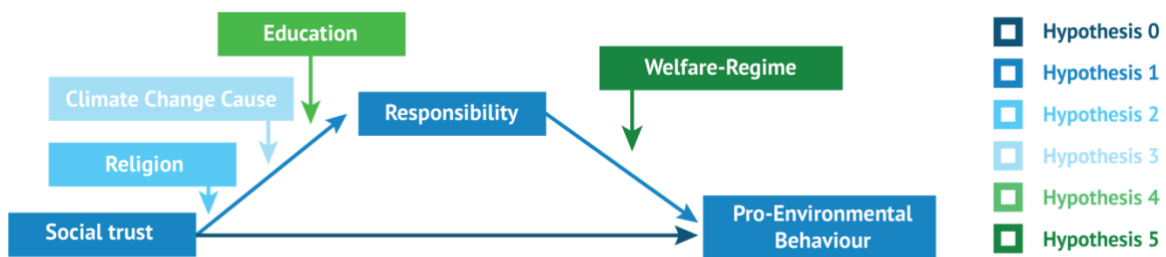 Education
Welfare-Regime
Climate Change Cause
Responsibility
Religion
Social trust
Pro-Environmental
Behaviour
Hypothesis 0
Hypothesis 1
Hypothesis 2
Hypothesis 3
Hypothesis 4
Hypothesis 5